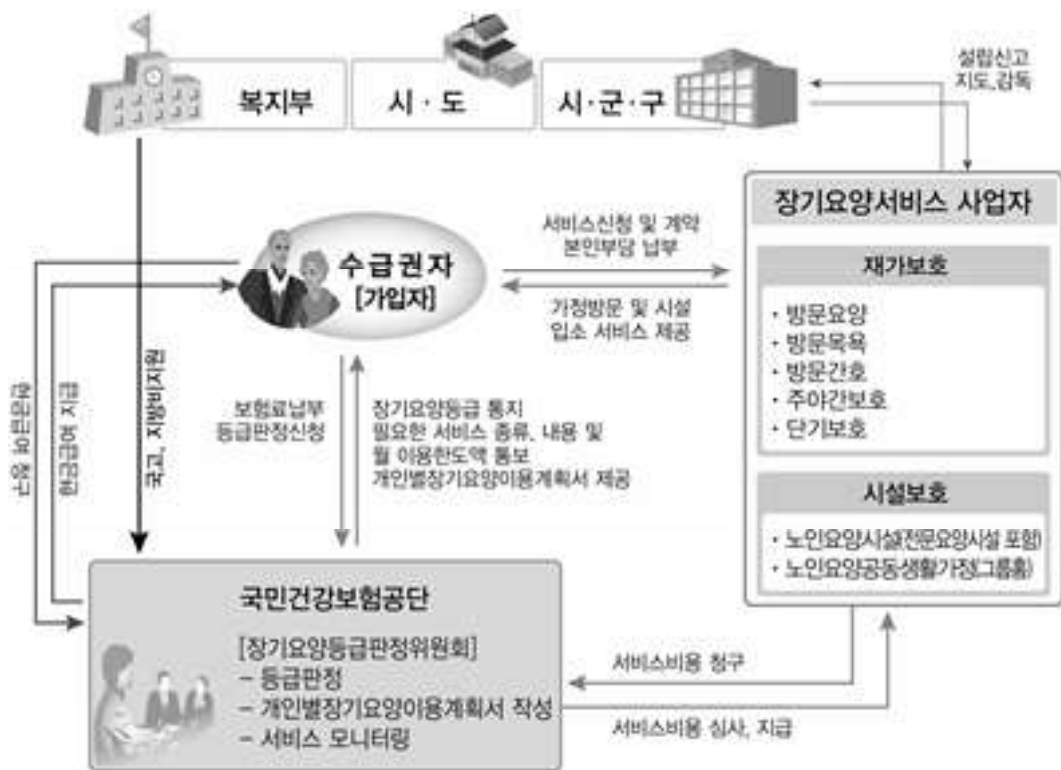 복지부
시 · 도
시·군·구
설립신고
지도,감독
수급권자
[가입자]
서비스신청 및 계약
본인부담 납부
가정방문 및 시설
입소 서비스 제공
장기요양서비스 사업자
재가보호
· 방문요양
· 방문목욕
· 방문간호
· 주야간보호
· 단기보호
시설보호
· 노인요양시설(전문요양시설 포함)
· 노인요양공동생활가정(그룹홈)
현금급여 청구
현금급여 지급
국고, 지방비지원
보험료납부
등급판정신청
장기요양등급 통지
필요한 서비스 종류, 내용 및
월 이용한도액 통보
개인별장기요양이용계획서 제공
국민건강보험공단
[장기요양등급판정위원회]
– 등급판정
– 개인별장기요양이용계획서 작성
– 서비스 모니터링
서비스비용 청구
서비스비용 심사, 지급